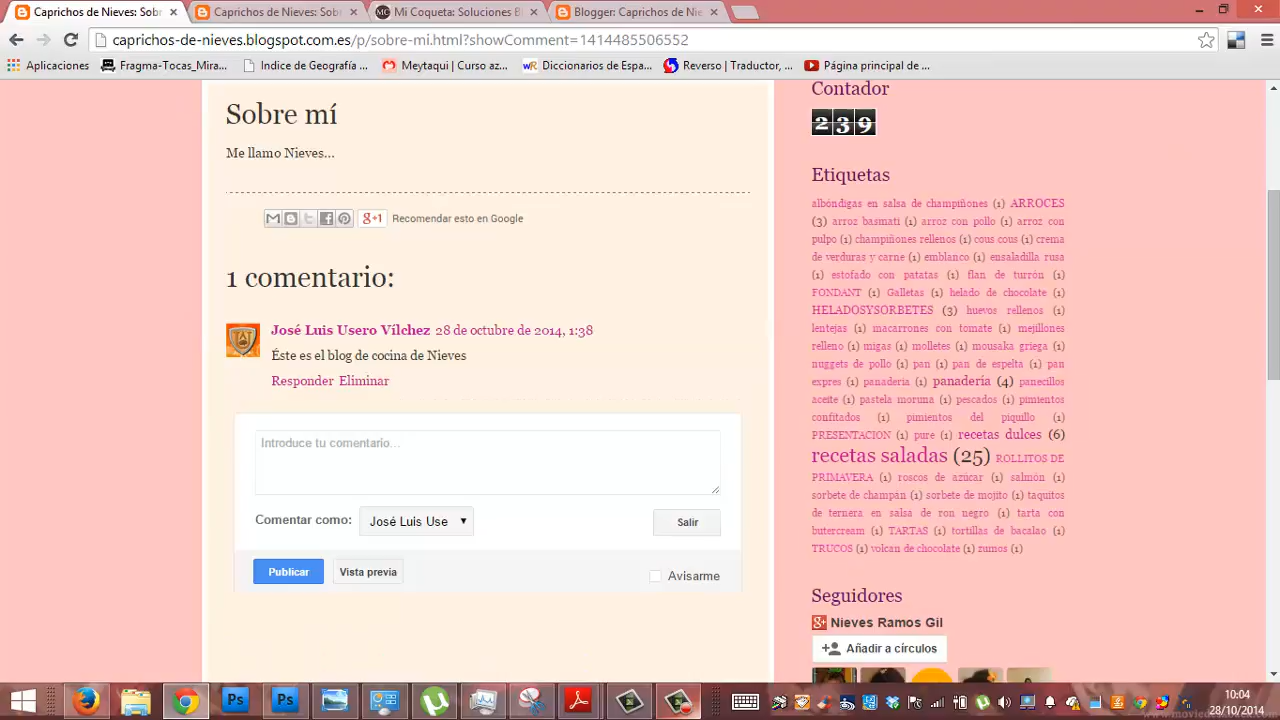 Caprichos de Nieves: Sobr
Caprichos de Nieves: Sobr
Mi Coqueta: Soluciones Bl
Blogger: Caprichos de Nie
caprichos-de-nieves.blogspot.com.es/p/sobre-mi.html?showComment=1414485506552
Aplicaciones
Fragma-Tocas_Mira...
Indice de Geografía ...
Meytaqui | Curso az...
Diccionarios de Espa...
Reverso | Traductor, ...
Página principal de ...
Sobre mí
Me llamo Nieves...
g+1 Recomendar esto en Google
1 comentario:
José Luis Usero Vílchez 28 de octubre de 2014, 1:38
Éste es el blog de cocina de Nieves
Responder Eliminar
Introduce tu comentario...
Comentar como: José Luis Use
Salir
Publicar
Vista previa
Avisarme
Contador
239
Etiquetas
albóndigas en salsa de champiñones (1) ARROCES
(3) arroz basmati (1) arroz con pollo (1) arroz con
pulpo (1) champiñones rellenos (1) cous cous (1) crema
de verduras y carne (1) emblanco (1) ensaladilla rusa
(1) estofado con patatas (1) flan de turrón (1)
FONDANT (1) Galletas (1) helado de chocolate (1)
HELADOSYSORBETES (3) huevos rellenos (1)
lentejas (1) macarrones con tomate (1) mejillones
relleno (1) migas (1) molletes (1) mousaka griega (1)
nuggets de pollo (1) pan (1) pan de espelta (1) pan
expres (1) panaderia (1) panadería (4) panecillos
aceite (1) pastela moruna (1) pescados (1) pimientos
confitados (1) pimientos del piquillo (1)
PRESENTACION (1) pure (1) recetas dulces (6)
recetas saladas (25) ROLLITOS DE
PRIMAVERA (1) roscos de azúcar (1) salmón (1)
sorbete de champán (1) sorbete de mojito (1) taquitos
de ternera en salsa de ron negro (1) tarta con
butercream (1) TARTAS (1) tortillas de bacalao (1)
TRUCOS (1) volcan de chocolate (1) zumos (1)
Seguidores
g+ Nieves Ramos Gil
Añadir a círculos
10:04
28/10/2014